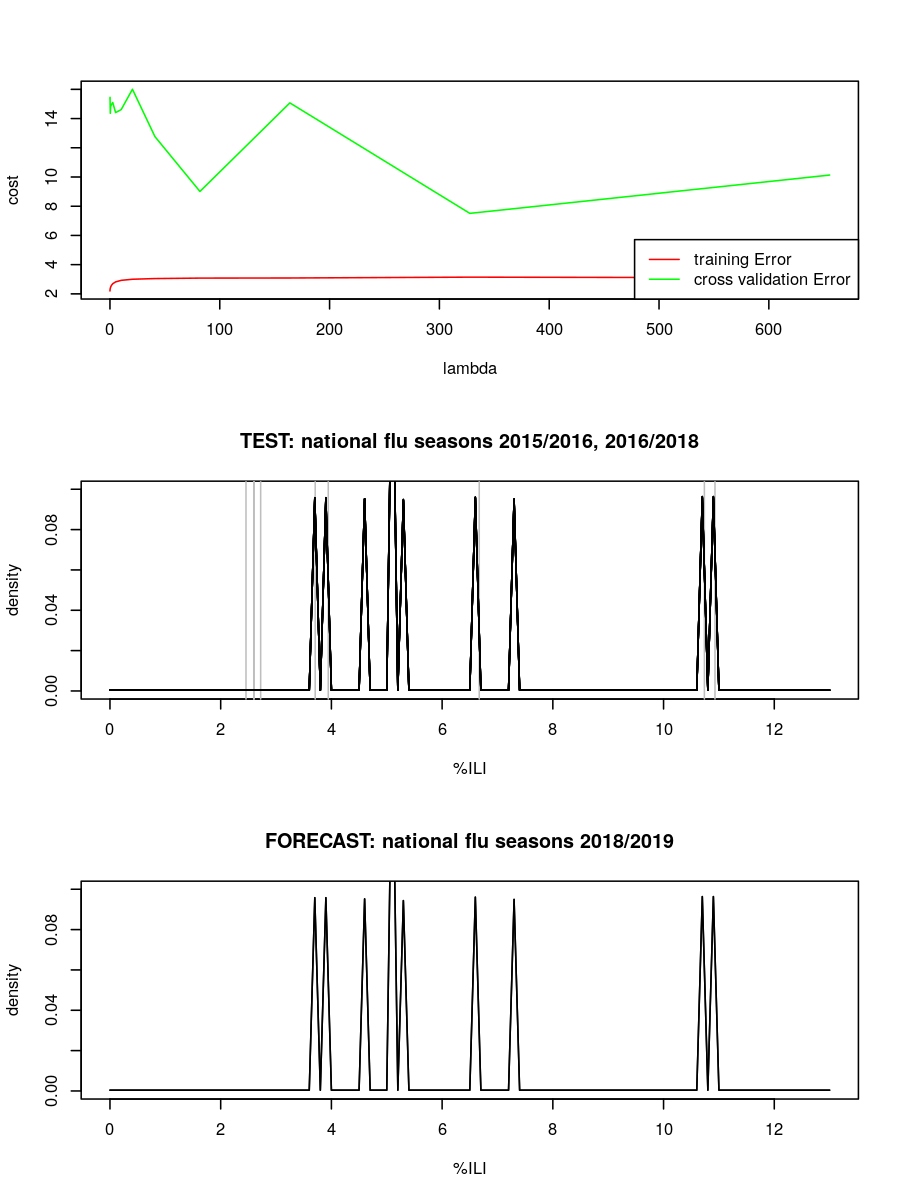 cost
14
10
8
6
4
2
training Error
cross validation Error
0 100 200 300 400 500 600
lambda
TEST: national flu seasons 2015/2016, 2016/2018
density
0.08
0.04
0.00
0 2 4 6 8 10 12
%ILI
FORECAST: national flu seasons 2018/2019
density
0.08
0.04
0.00
0 2 4 6 8 10 12
%ILI